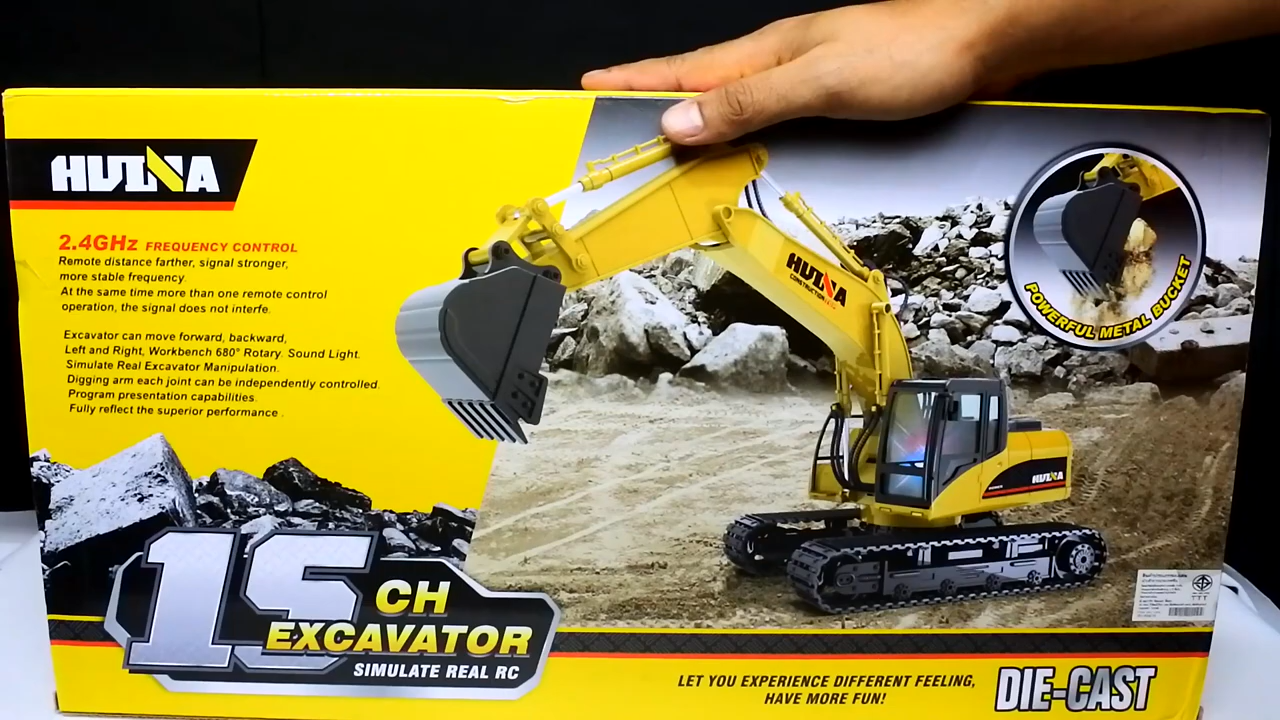 HUINA
2.4GHz FREQUENCY CONTROL
Remote distance farther, signal stronger,
more stable frequency.
At the same time more than one remote control
operation, the signal does not interfe.
Excavator can move forward, backward,
Left and Right, Workbench 680° Rotary. Sound Light.
Simulate Real Excavator Manipulation.
Digging arm each joint can be independently controlled.
Program presentation capabilities.
Fully reflect the superior performance .
HUINA
CONSTRUCTION
POWERFUL METAL BUCKET
HUINA
15 CH
EXCAVATOR
SIMULATE REAL RC
LET YOU EXPERIENCE DIFFERENT FEELING,
HAVE MORE FUN!
DIE-CAST